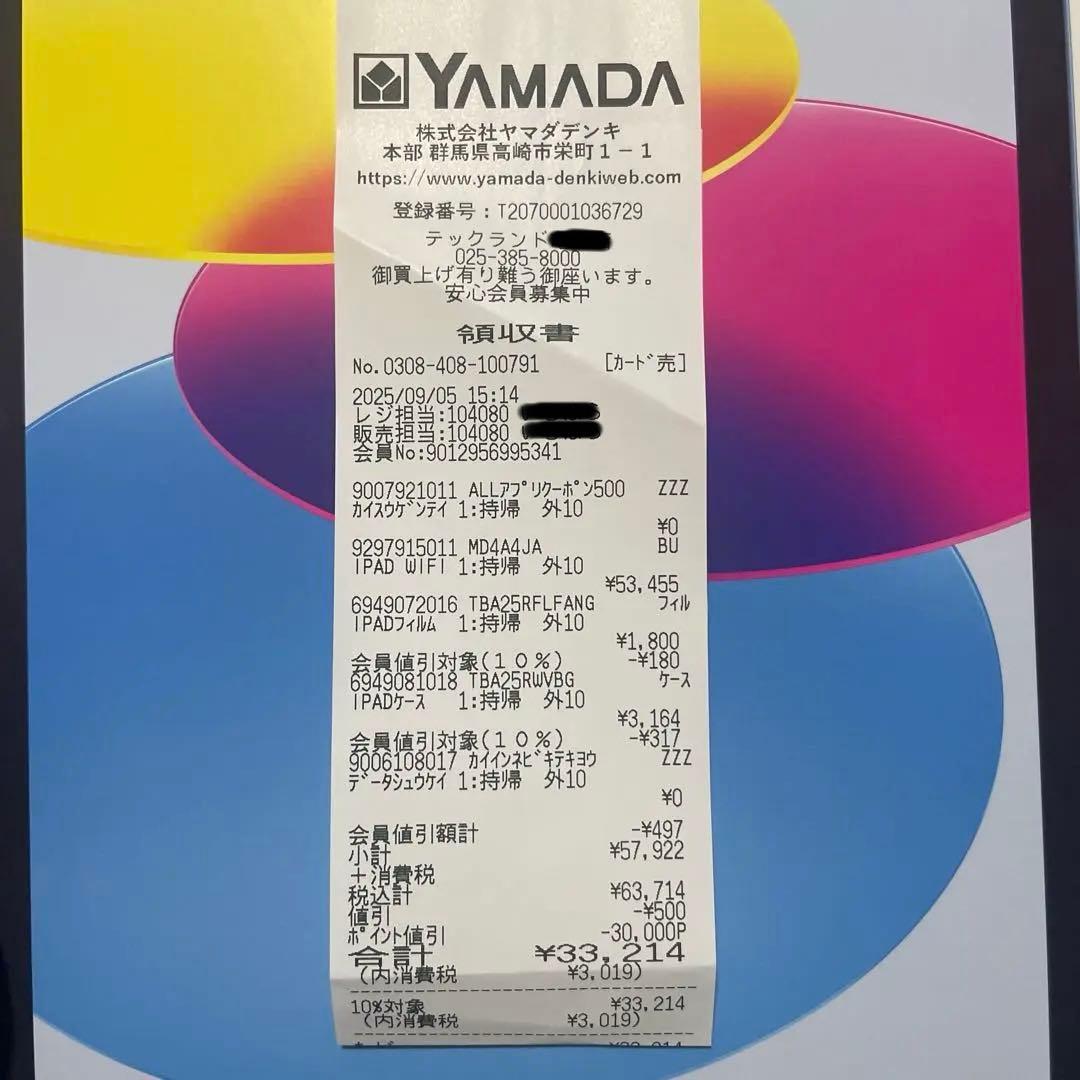 YAMADA
株式会社ヤマダデンキ
本部 群馬県高崎市栄町1-1
https://www.yamada-denkiweb.com
登録番号:T2070001036729
テックランド
025-385-8000
御買上げ有り難う御座います。
安心会員募集中
領収書
No.0308-408-100791 [カード売]
2025/09/05 15:14
レジ担当:104080
販売担当:104080
会員No:9012956995341
9007921011 ALLアプリクーポン500 ZZZ
カイスウゲンテイ 1:持帰 外10
¥0
9297915011 MD4A4JA BU
IPAD WIFI 1:持帰 外10
¥53,455
6949072016 TBA25RFLFANG フィル
IPADフィルム 1:持帰 外10
¥1,800
会員値引対象(10%) -¥180
6949081018 TBA25RWVBG ケース
IPADケース 1:持帰 外10
¥3,164
会員値引対象(10%) -¥317
9006108017 カイインネビキテキヨウ ZZZ
データシュウケイ 1:持帰 外10
¥0
会員値引額計 -¥497
小計 ¥57,922
+消費税
税込計 ¥63,714
値引 -¥500
ポイント値引 -30,000P
合計 ¥33,214
(内消費税 ¥3,019)
10%対象 ¥33,214
(内消費税 ¥3,019)